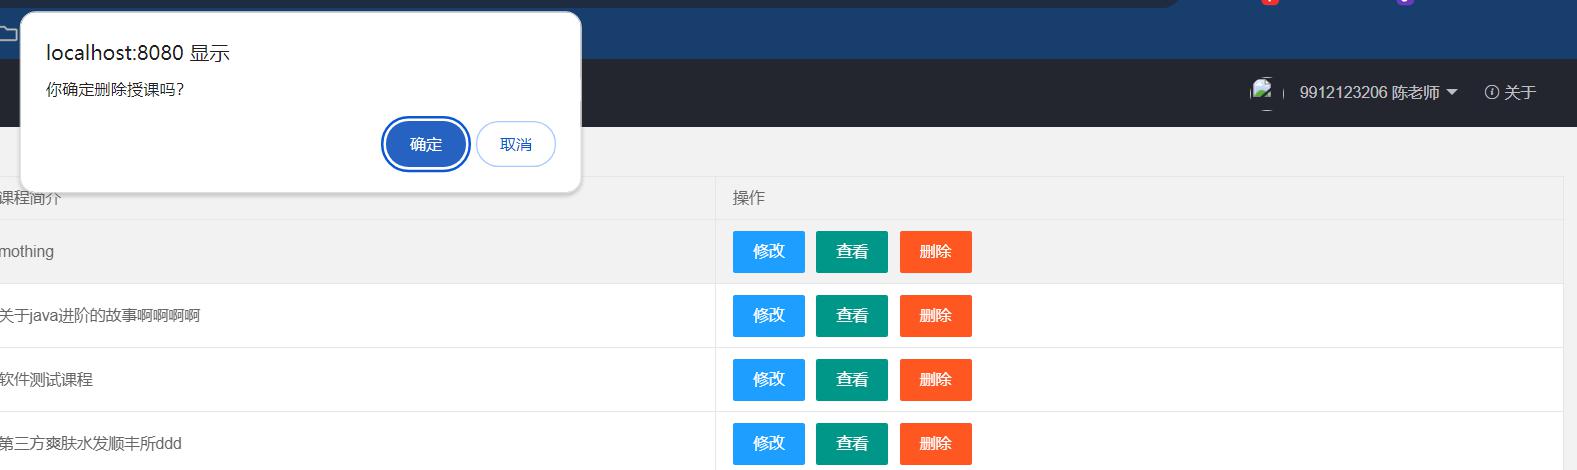 localhost:8080 显示
你确定删除授课吗?
确定 取消
9912123206 陈老师 关于
课程简介 操作
mothing 修改 查看 删除
关于java进阶的故事啊啊啊啊 修改 查看 删除
软件测试课程 修改 查看 删除
第三方爽肤水发顺丰所ddd 修改 查看 删除